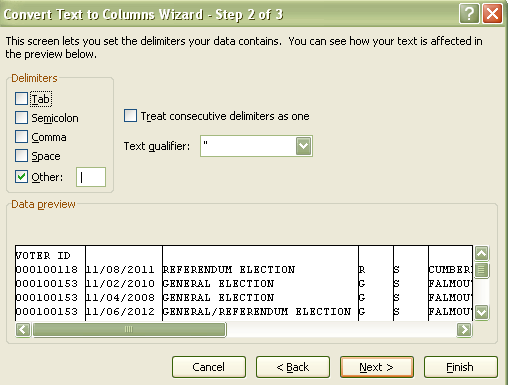 Convert Text to Columns Wizard - Step 2 of 3
This screen lets you set the delimiters your data contains. You can see how your text is affected in
the preview below.
Delimiters
Tab
Semicolon
Comma
Space
Other: |
Treat consecutive delimiters as one
Text qualifier: "
Data preview
VOTER ID
000100118 11/08/2011 REFERENDUM ELECTION R S CUMBER
000100153 11/02/2010 GENERAL ELECTION G S FALMOU
000100153 11/04/2008 GENERAL ELECTION G S FALMOU
000100153 11/06/2012 GENERAL/REFERENDUM ELECTION G S FALMOU
Cancel < Back Next > Finish